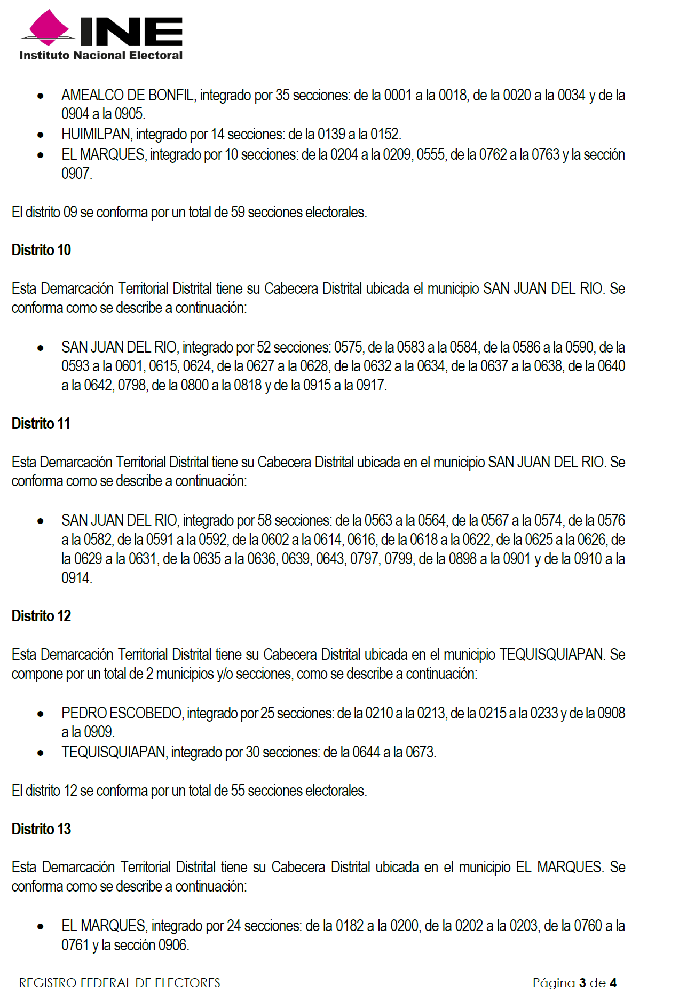 INE
Instituto Nacional Electoral
• AMEALCO DE BONFIL, integrado por 35 secciones: de la 0001 a la 0018, de la 0020 a la 0034 y de la
0904 a la 0905.
• HUIMILPAN, integrado por 14 secciones: de la 0139 a la 0152.
• EL MARQUES, integrado por 10 secciones: de la 0204 a la 0209, 0555, de la 0762 a la 0763 y la sección
0907.
El distrito 09 se conforma por un total de 59 secciones electorales.
Distrito 10
Esta Demarcación Territorial Distrital tiene su Cabecera Distrital ubicada el municipio SAN JUAN DEL RIO. Se
conforma como se describe a continuación:
• SAN JUAN DEL RIO, integrado por 52 secciones: 0575, de la 0583 a la 0584, de la 0586 a la 0590, de la
0593 a la 0601, 0615, 0624, de la 0627 a la 0628, de la 0632 a la 0634, de la 0637 a la 0638, de la 0640
a la 0642, 0798, de la 0800 a la 0818 y de la 0915 a la 0917.
Distrito 11
Esta Demarcación Territorial Distrital tiene su Cabecera Distrital ubicada en el municipio SAN JUAN DEL RIO. Se
conforma como se describe a continuación:
• SAN JUAN DEL RIO, integrado por 58 secciones: de la 0563 a la 0564, de la 0567 a la 0574, de la 0576
a la 0582, de la 0591 a la 0592, de la 0602 a la 0614, 0616, de la 0618 a la 0622, de la 0625 a la 0626, de
la 0629 a la 0631, de la 0635 a la 0636, 0639, 0643, 0797, 0799, de la 0898 a la 0901 y de la 0910 a la
0914.
Distrito 12
Esta Demarcación Territorial Distrital tiene su Cabecera Distrital ubicada en el municipio TEQUISQUIAPAN. Se
compone por un total de 2 municipios y/o secciones, como se describe a continuación:
• PEDRO ESCOBEDO, integrado por 25 secciones: de la 0210 a la 0213, de la 0215 a la 0233 y de la 0908
a la 0909.
• TEQUISQUIAPAN, integrado por 30 secciones: de la 0644 a la 0673.
El distrito 12 se conforma por un total de 55 secciones electorales.
Distrito 13
Esta Demarcación Territorial Distrital tiene su Cabecera Distrital ubicada en el municipio EL MARQUES. Se
conforma como se describe a continuación:
• EL MARQUES, integrado por 24 secciones: de la 0182 a la 0200, de la 0202 a la 0203, de la 0760 a la
0761 y la sección 0906.
REGISTRO FEDERAL DE ELECTORES Página 3 de 4